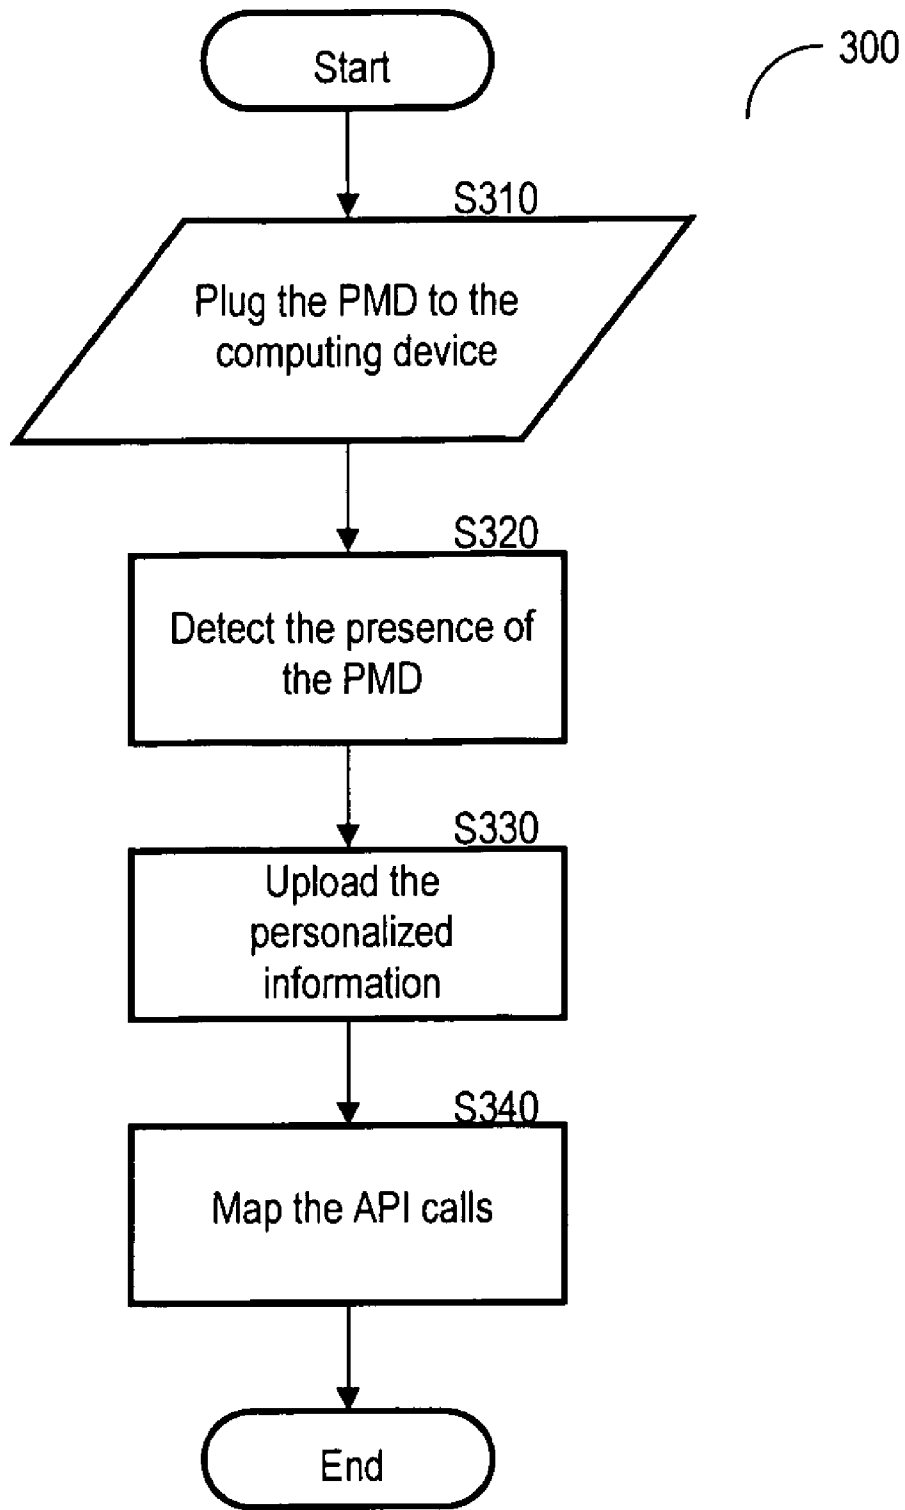 Start
300
S310
Plug the PMD to the
computing device
S320
Detect the presence of
the PMD
S330
Upload the
personalized
information
S340
Map the API calls
End